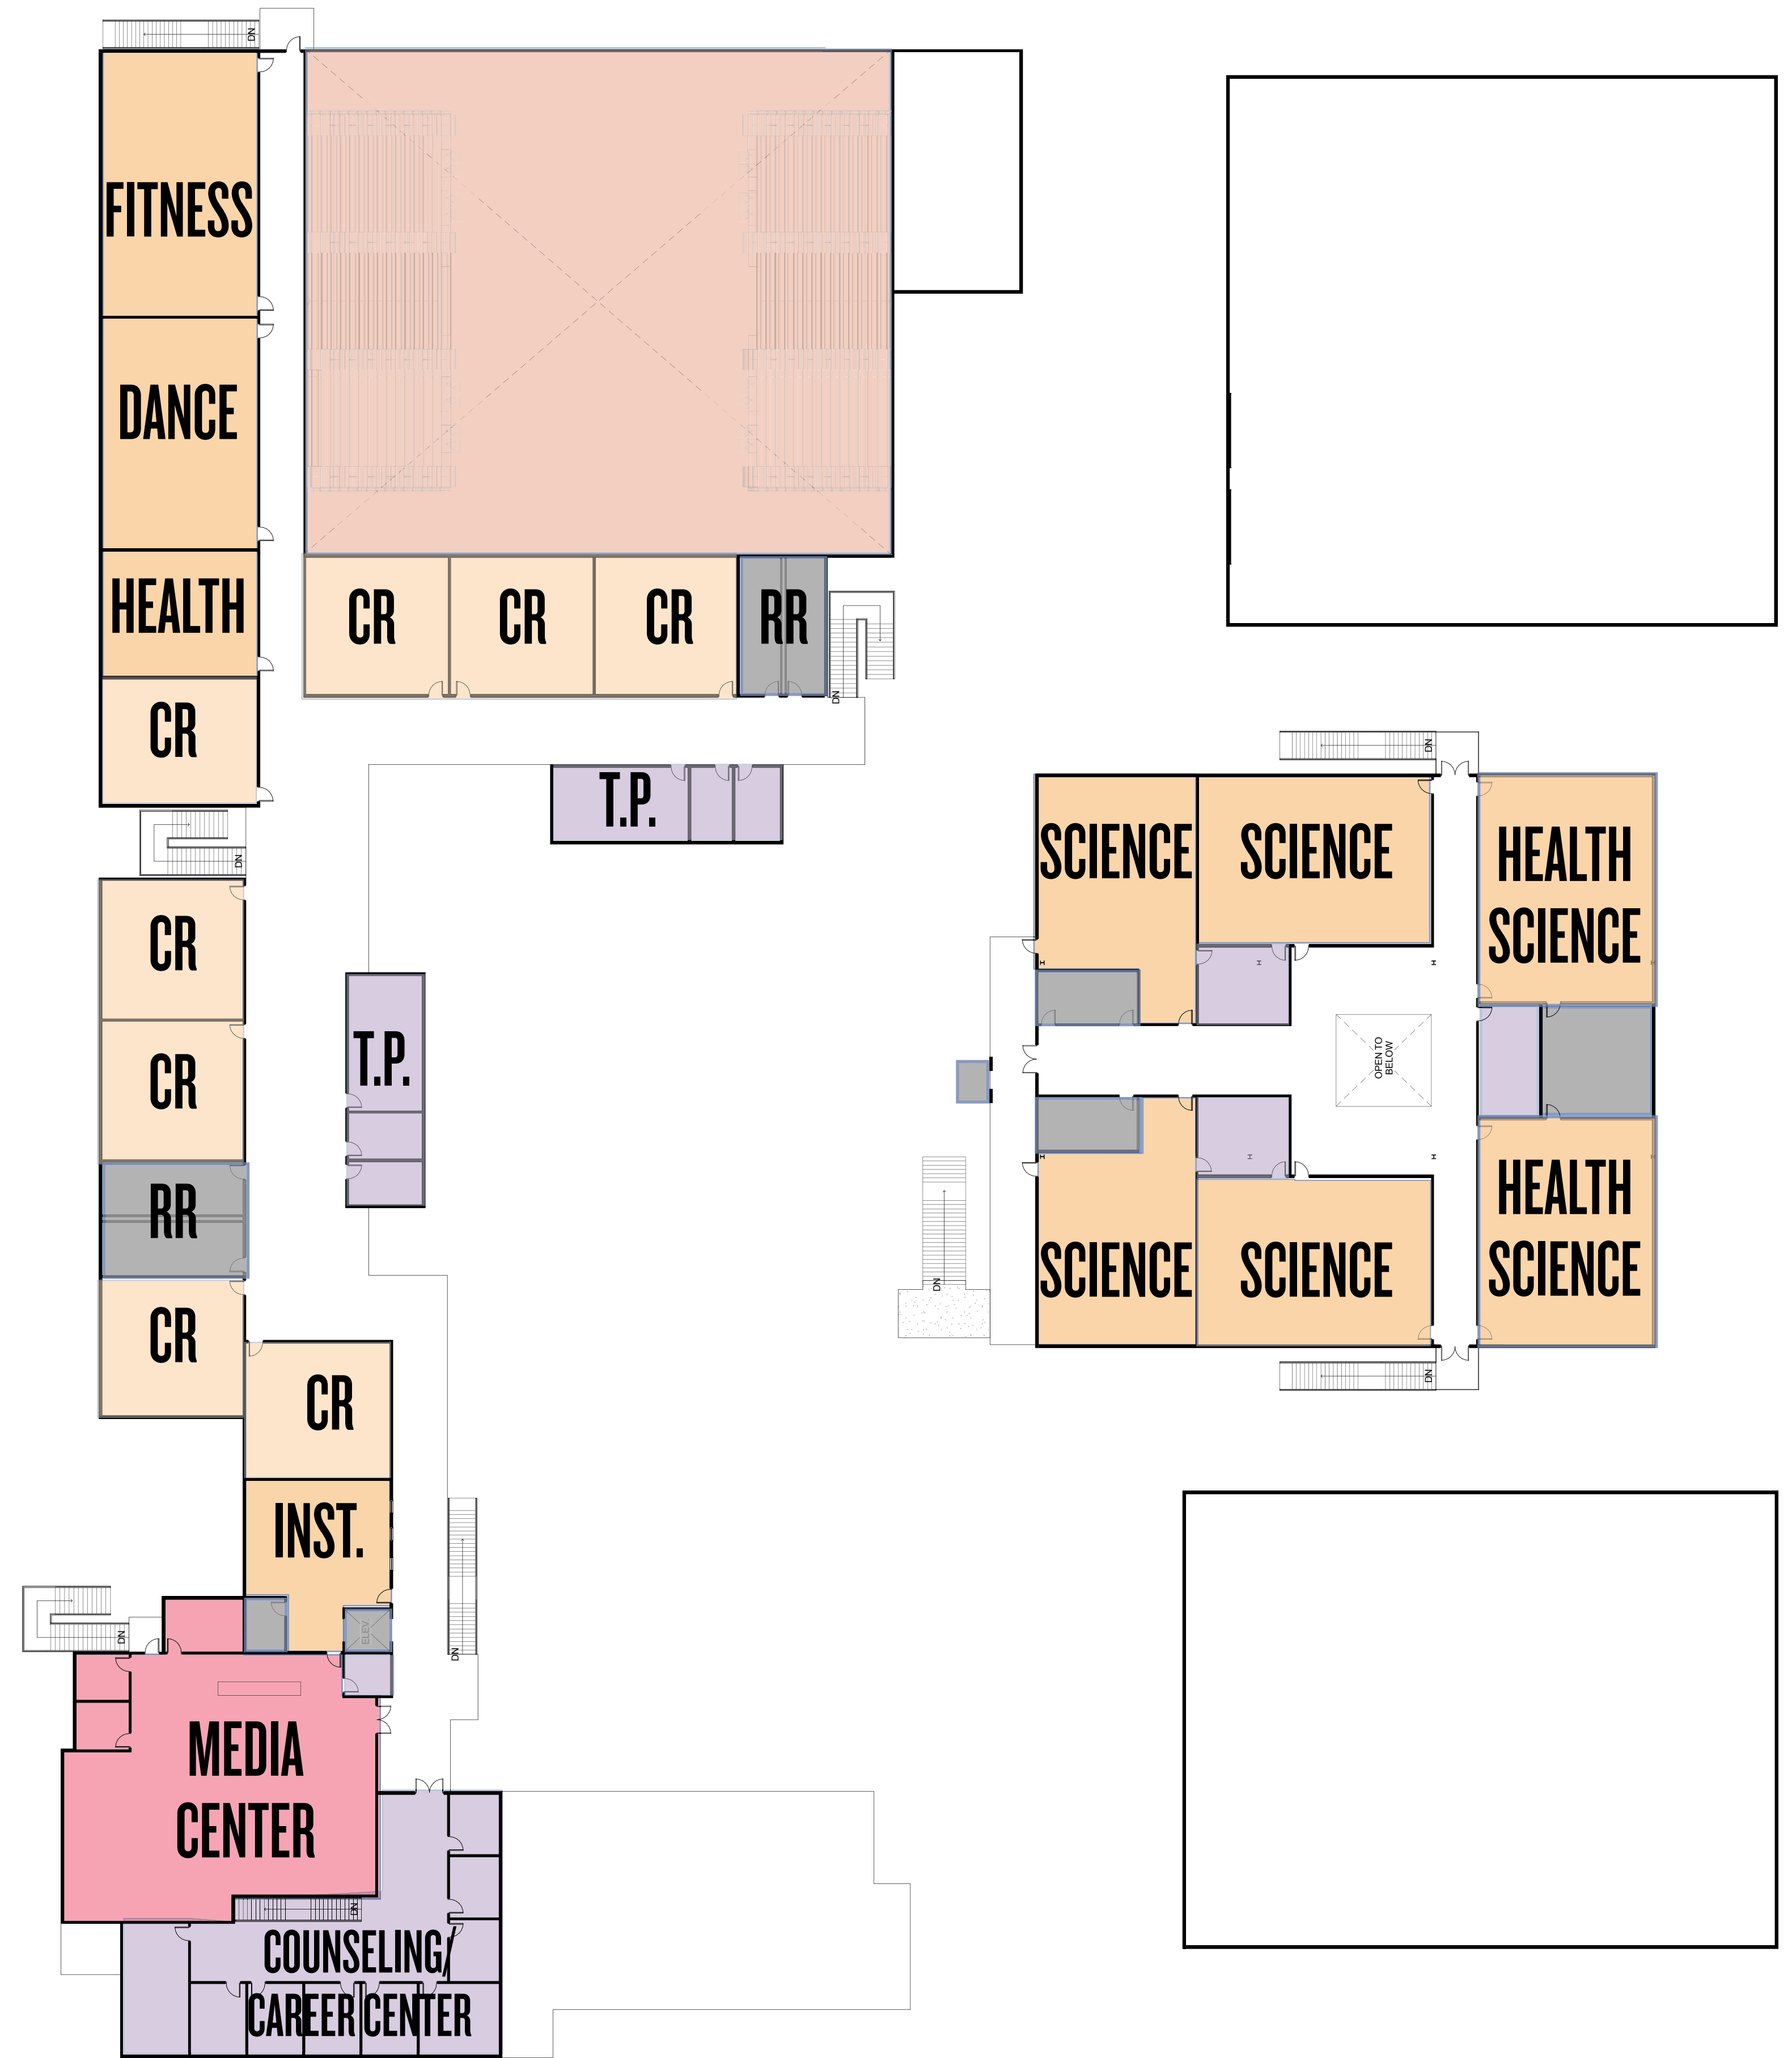 DN
FITNESS
DANCE
HEALTH
CR
CR
CR
CR
RR
DN
T.P.
DN
CR
CR
RR
CR
T.P.
CR
INST.
ELEV.
DN
DN
MEDIA
CENTER
DN
COUNSELING/
CAREER CENTER
DN
SCIENCE
SCIENCE
HEALTH
SCIENCE
OPEN TO
BELOW
DN
SCIENCE
SCIENCE
HEALTH
SCIENCE
DN
H
H
H
H
H
H